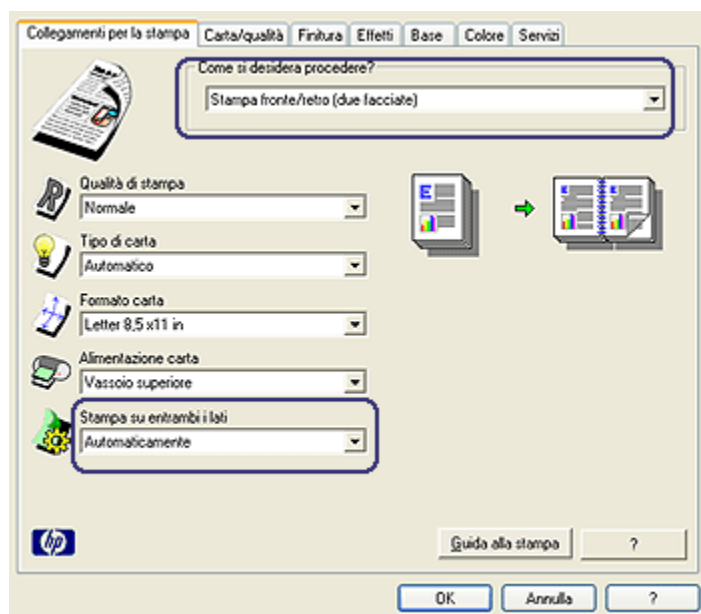 Collegamenti per la stampa Carta/qualità Finitura Effetti Base Colore Servizi
Come si desidera procedere?
Stampa fronte/retro (due facciate)
Qualità di stampa
Normale
Tipo di carta
Automatico
Formato carta
Letter 8,5 x11 in
Alimentazione carta
Vassoio superiore
Stampa su entrambi i lati
Automaticamente
hp
Guida alla stampa ?
OK Annulla ?